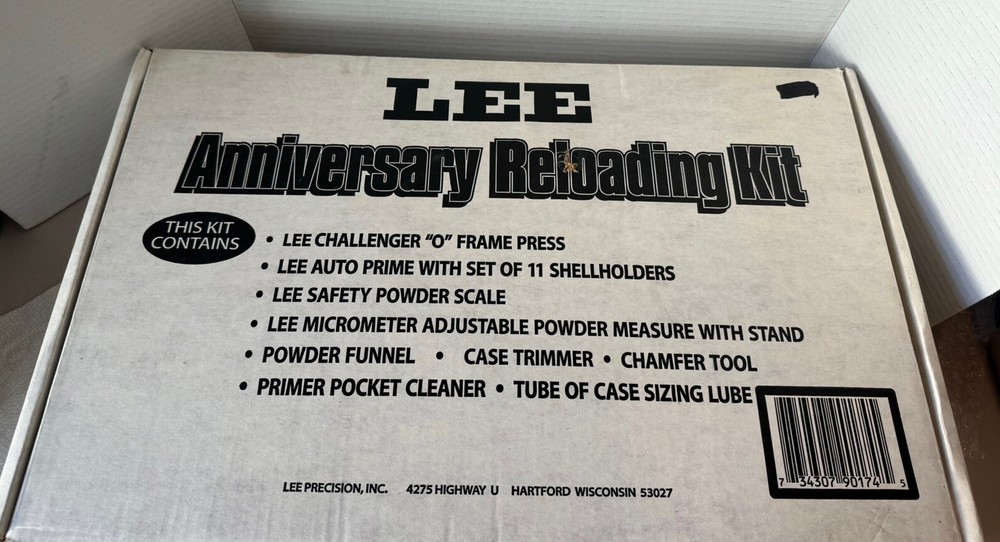 LEE
Anniversary Reloading Kit
THIS KIT
CONTAINS
• LEE CHALLENGER “O” FRAME PRESS
• LEE AUTO PRIME WITH SET OF 11 SHELLHOLDERS
• LEE SAFETY POWDER SCALE
• LEE MICROMETER ADJUSTABLE POWDER MEASURE WITH STAND
• POWDER FUNNEL • CASE TRIMMER • CHAMFER TOOL
• PRIMER POCKET CLEANER • TUBE OF CASE SIZING LUBE
7 34307 90174 5
LEE PRECISION, INC. 4275 HIGHWAY U HARTFORD WISCONSIN 53027